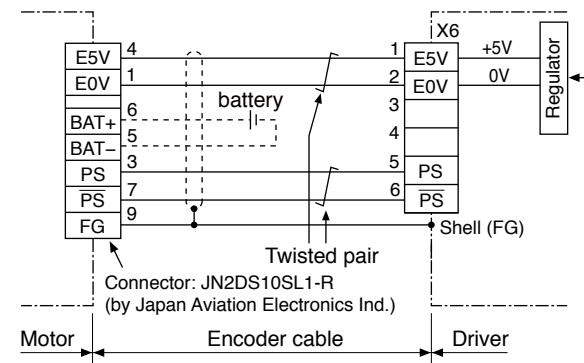 X6
E5V 4 1 E5V +5V
E0V 1 2 E0V 0V
Regulator
battery
3
BAT+ 6
4
BAT− 5
PS 3 5 PS
P̅S̅ 7 6 P̅S̅
FG 9
Shell (FG)
Twisted pair
Connector: JN2DS10SL1-R
(by Japan Aviation Electronics Ind.)
Motor Encoder cable Driver